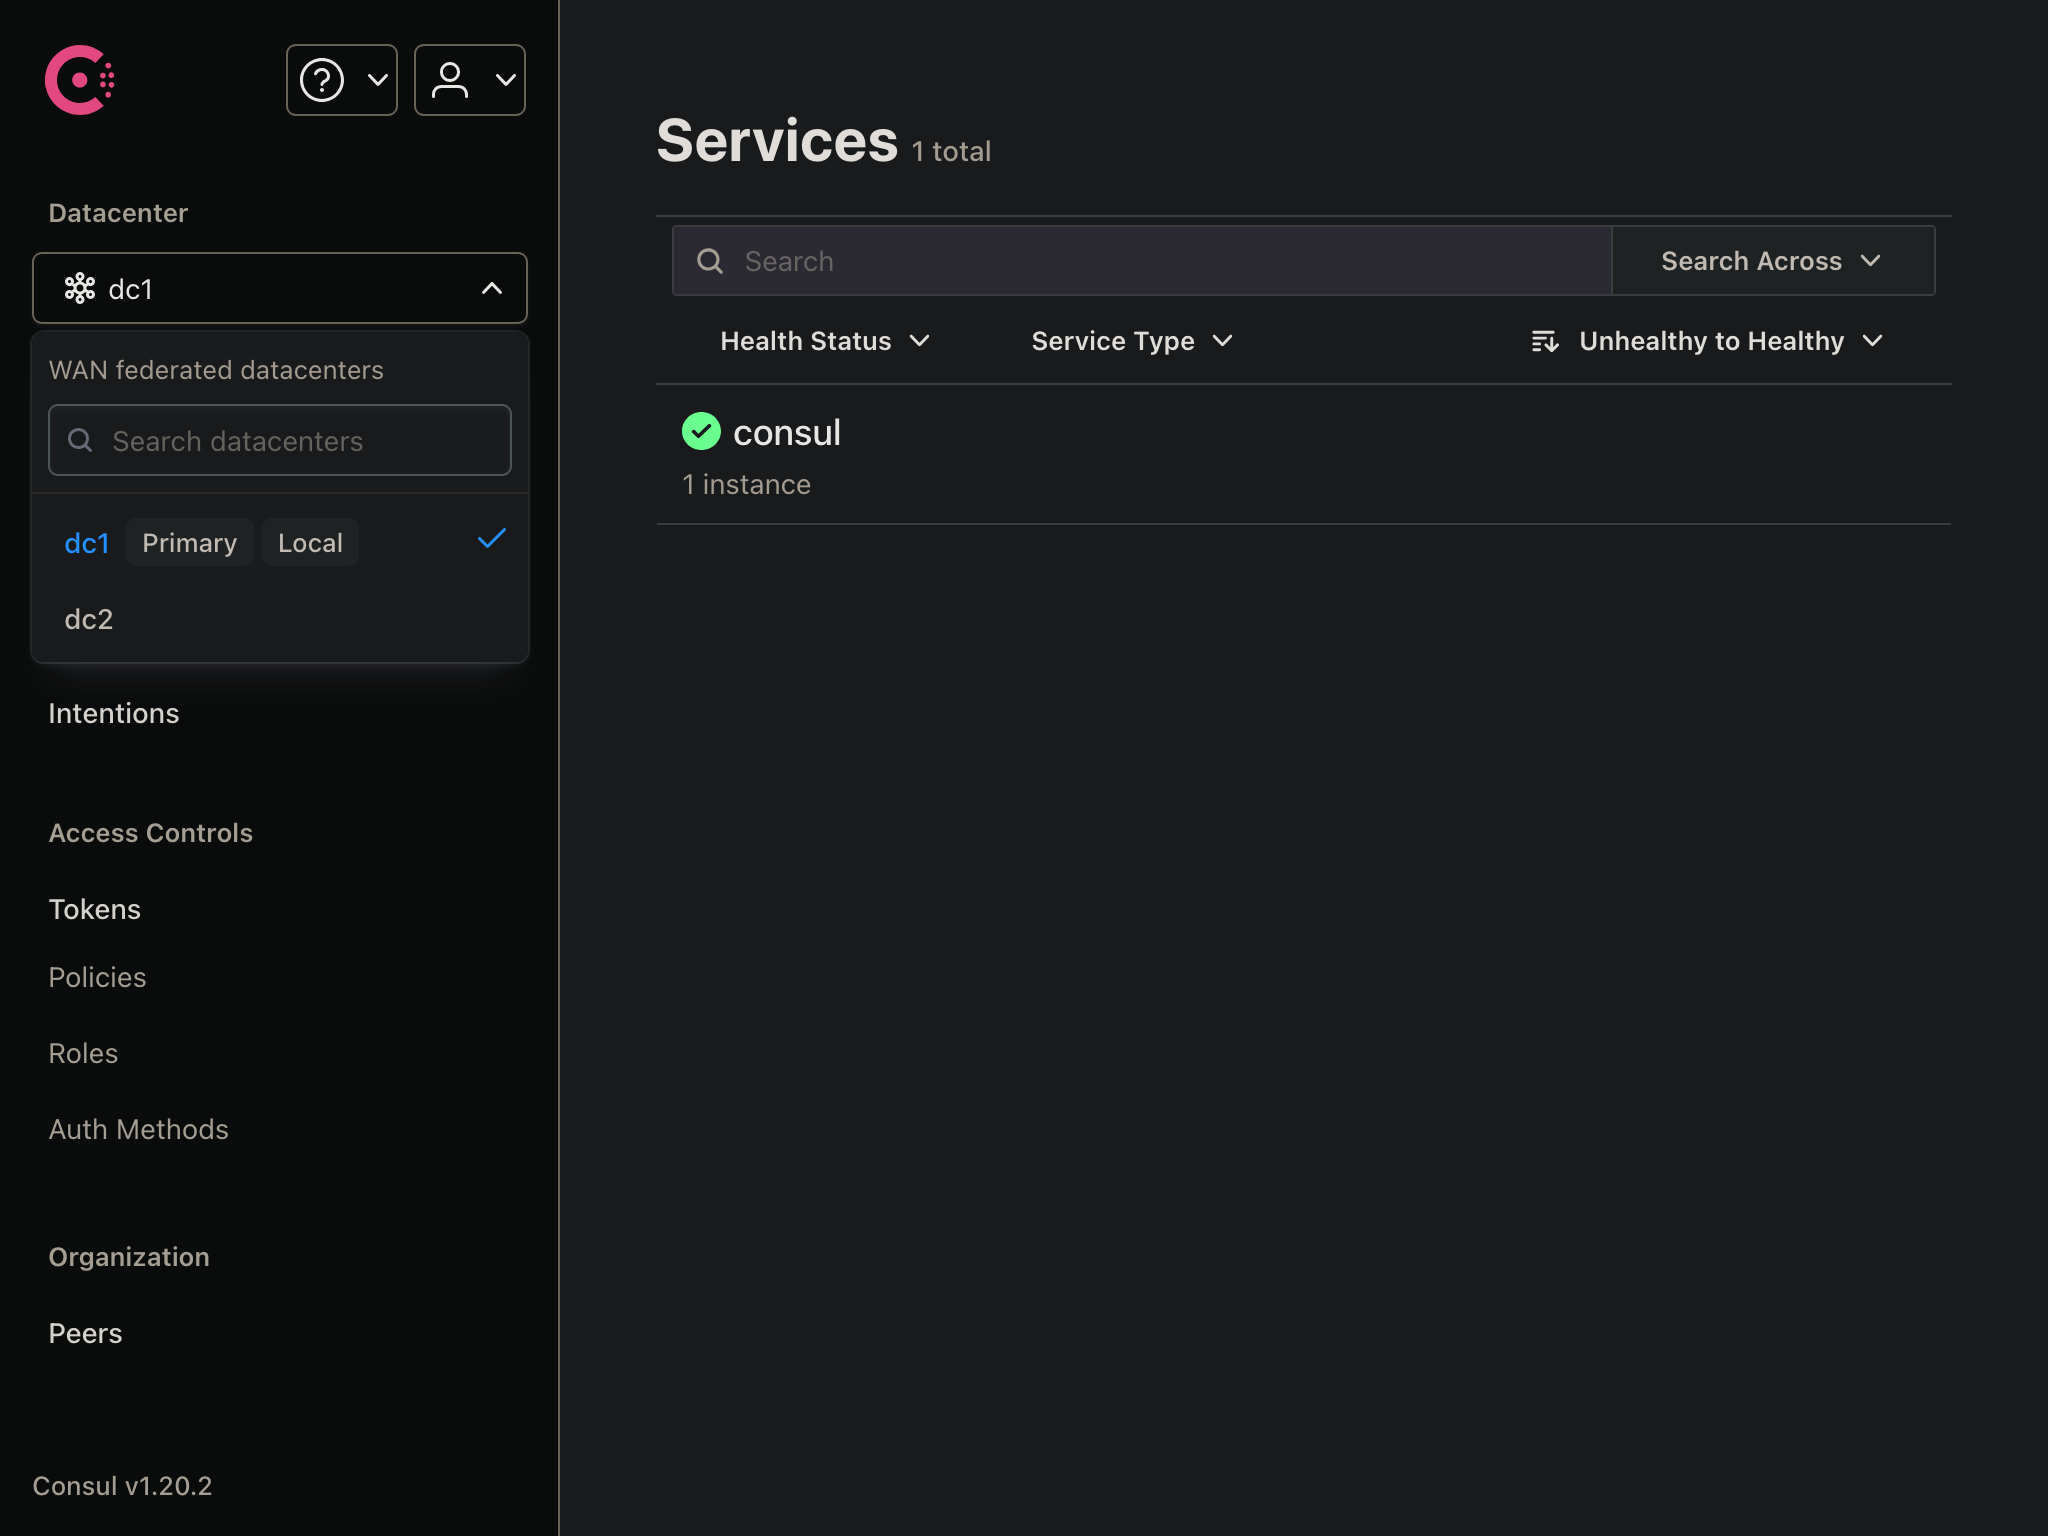 Datacenter
dc1
WAN federated datacenters
Search datacenters
dc1 Primary Local
dc2
Intentions
Access Controls
Tokens
Policies
Roles
Auth Methods
Organization
Peers
Consul v1.20.2
Services 1 total
Search
Search Across
Health Status
Service Type
Unhealthy to Healthy
consul
1 instance